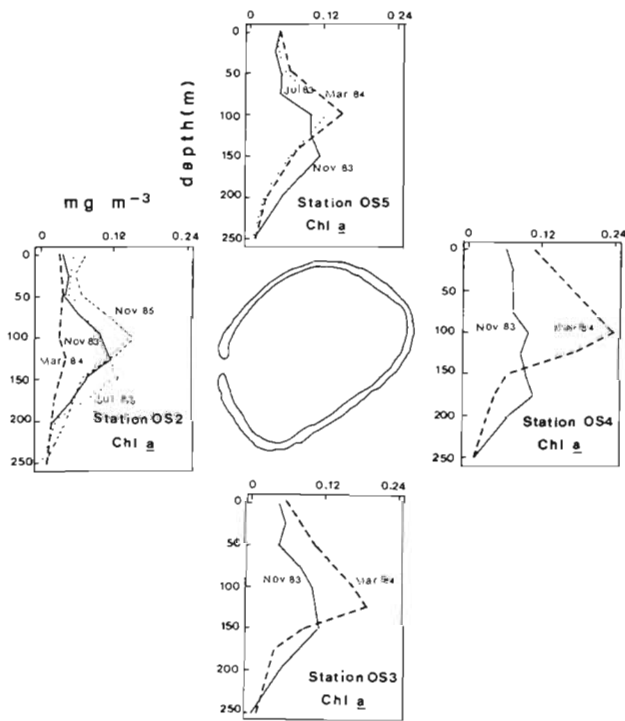 0 0.12 0.24
0
50
100
150
200
250
depth(m)
Jul 83
Mar 84
Nov 83
Station OS5
Chl a
mg m-3
0 0.12 0.24
0
50
100
150
200
250
Nov 85
Nov 83
Mar 84
Jul
Station OS2
Chl a
0 0.12 0.24
0
50
100
150
200
250
Nov 83
84
Station OS4
Chl a
0 0.12 0.24
0
50
100
150
200
250
Nov 83
Mar 84
Station OS3
Chl a